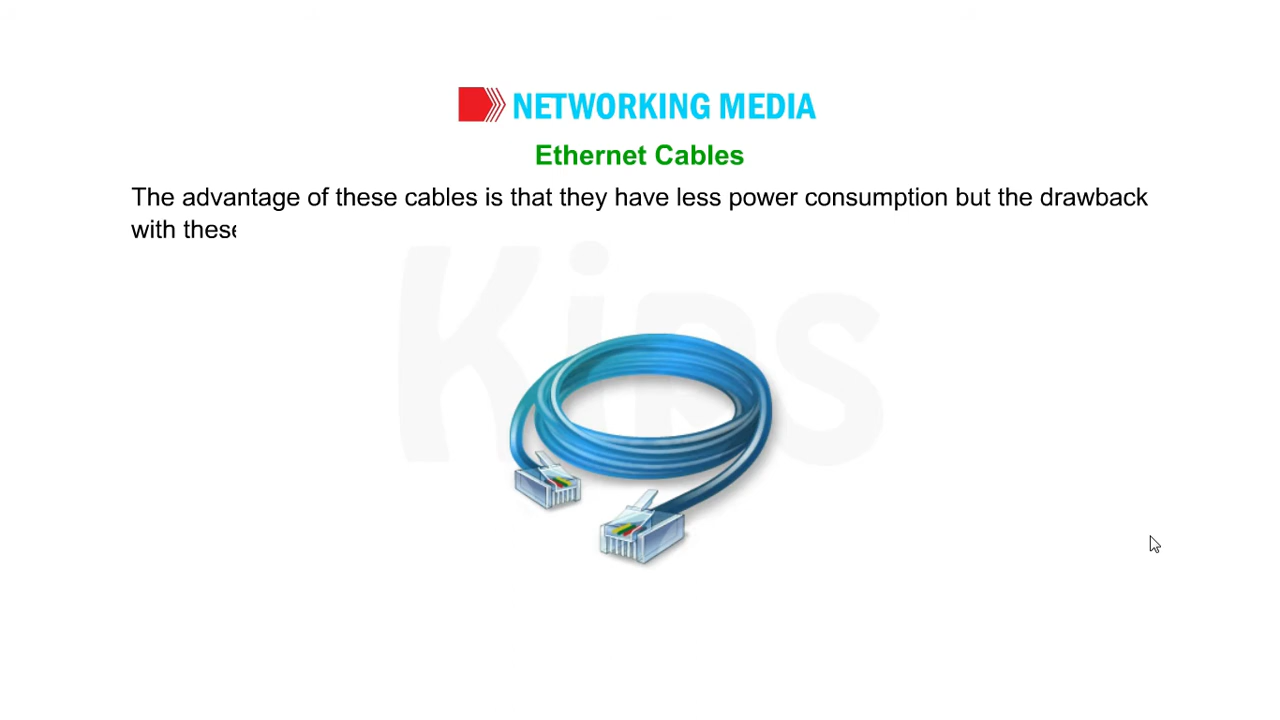 NETWORKING MEDIA
Ethernet Cables
The advantage of these cables is that they have less power consumption but the drawback
with these
Kips